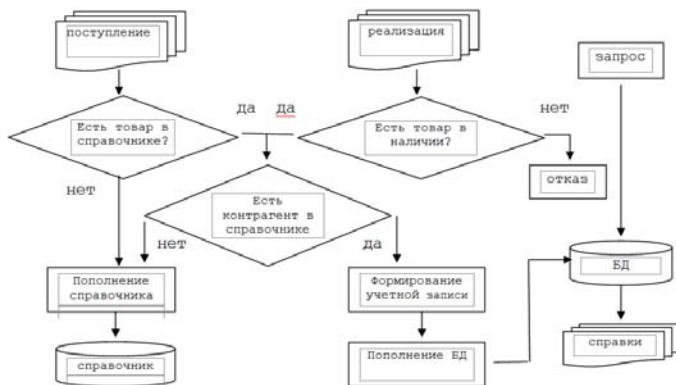 поступление
реализация
запрос
да да
нет
Есть товар в
справочнике?
Есть товар в
наличии?
отказ
нет
Есть
контрагент в
справочнике
нет
да
БД
Пополнение
справочника
Формирование
учетной записи
справочник
Пополнение БД
справки